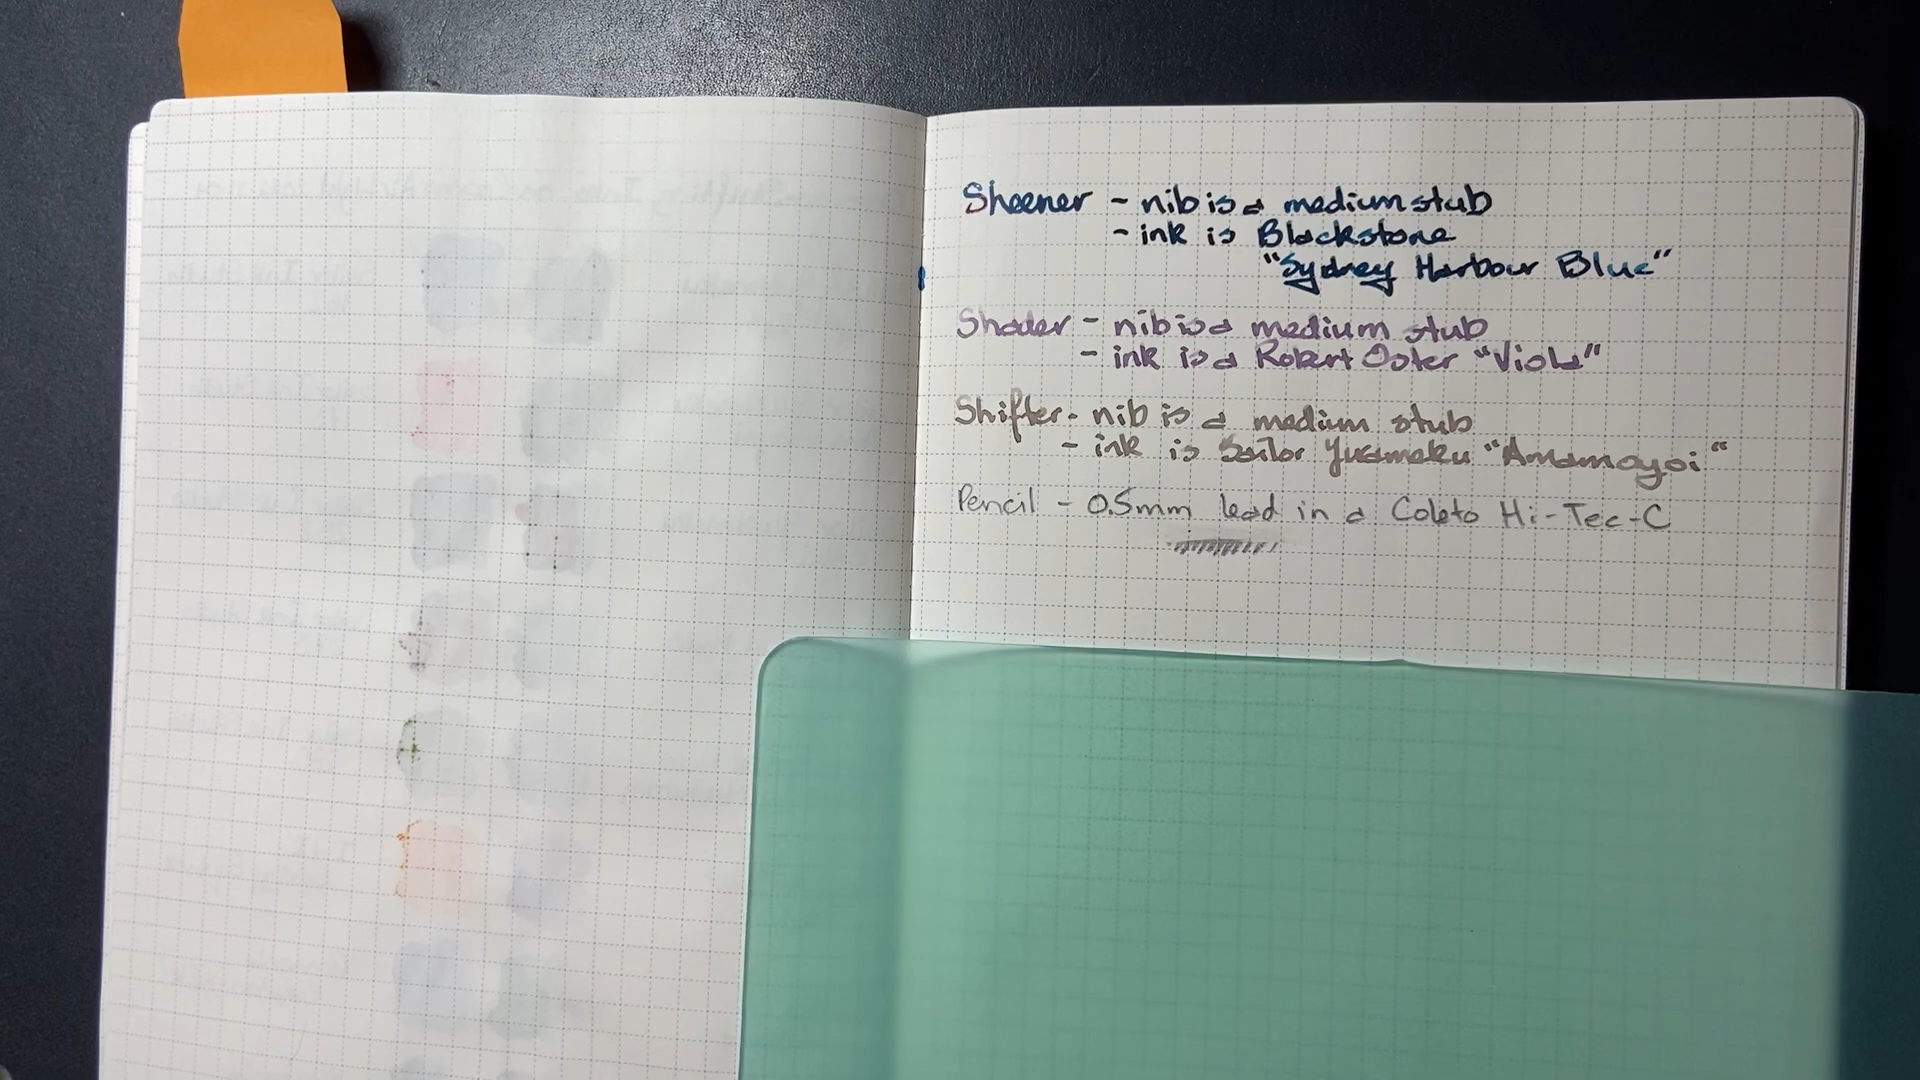 Sheener - nib is a medium stub
- ink is Blackstone
"Sydney Harbour Blue"
Shader - nib is a medium stub
- ink is a Robert Oster "Viola"
Shifter - nib is a medium stub
- ink is Sailor Yurameku "Amamoyoi"
Pencil - 0.5mm lead in a Coleto Hi-Tec-C